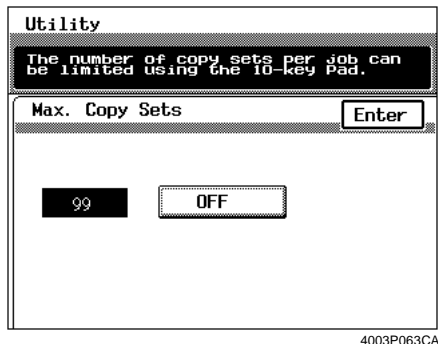 Utility
The number of copy sets per job can
be limited using the 10-key Pad.
Max. Copy Sets
Enter
99
OFF
4003P063CA